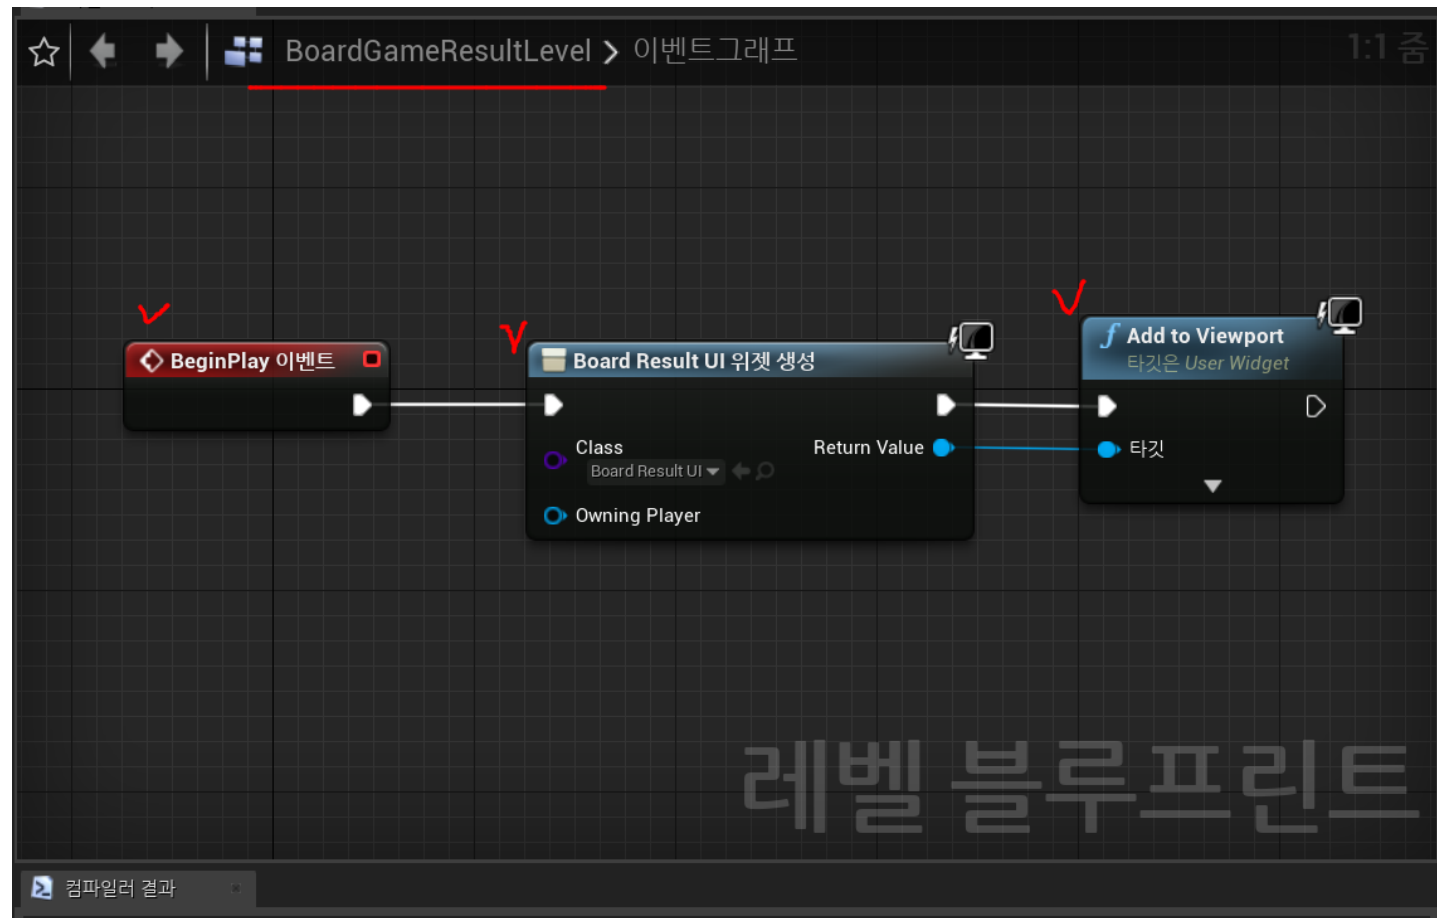 BoardGameResultLevel > 이벤트그래프
1:1 줌
BeginPlay 이벤트
Board Result UI 위젯 생성
Class
Board Result UI
Return Value
Owning Player
Add to Viewport
타깃은 User Widget
타깃
레벨 블루프린트
컴파일러 결과